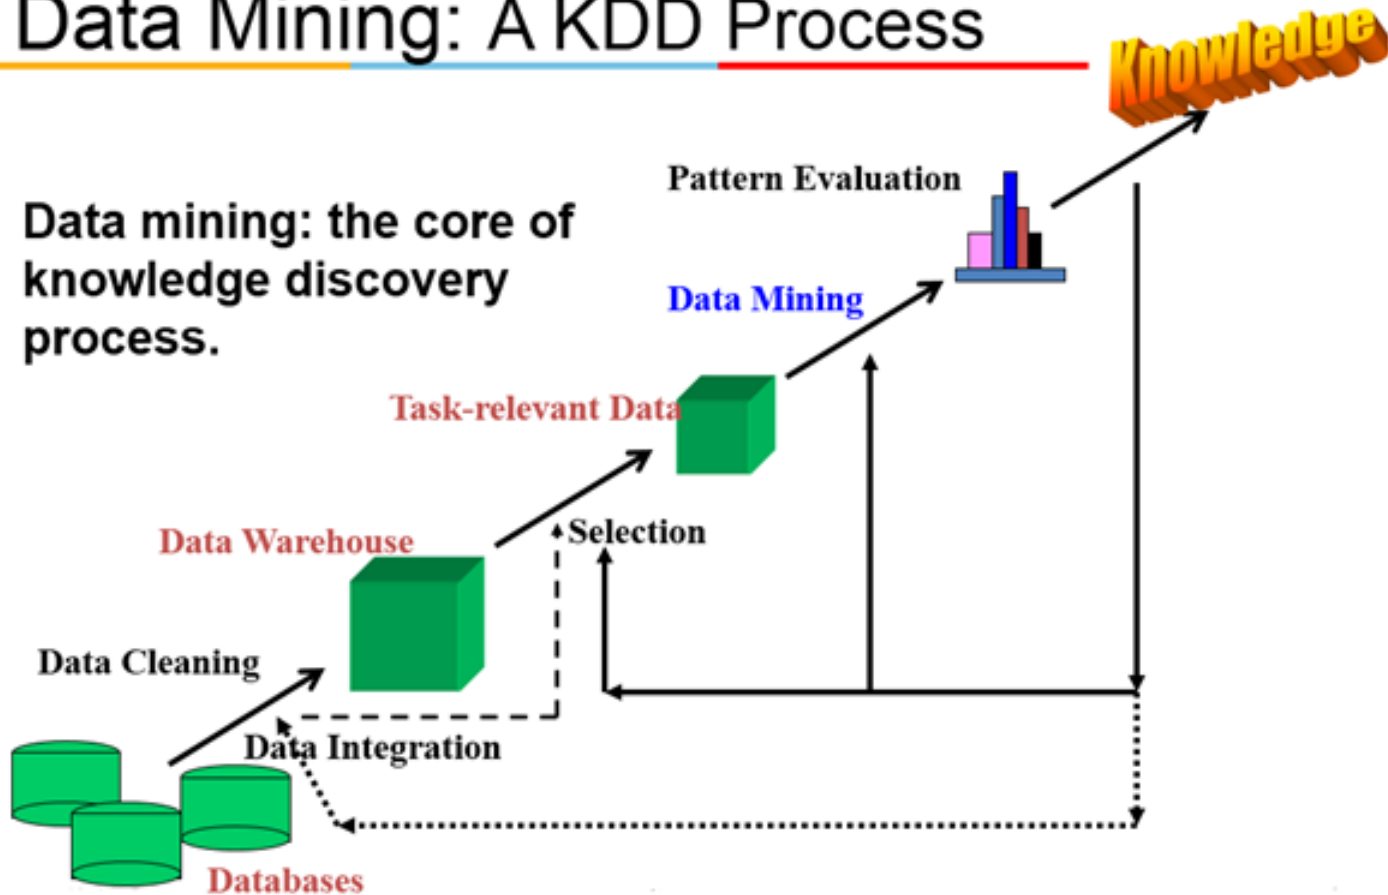 Data Mining: A KDD Process
Knowledge
Pattern Evaluation
Data mining: the core of
knowledge discovery
process.
Data Mining
Task-relevant Data
Selection
Data Warehouse
Data Cleaning
Data Integration
Databases